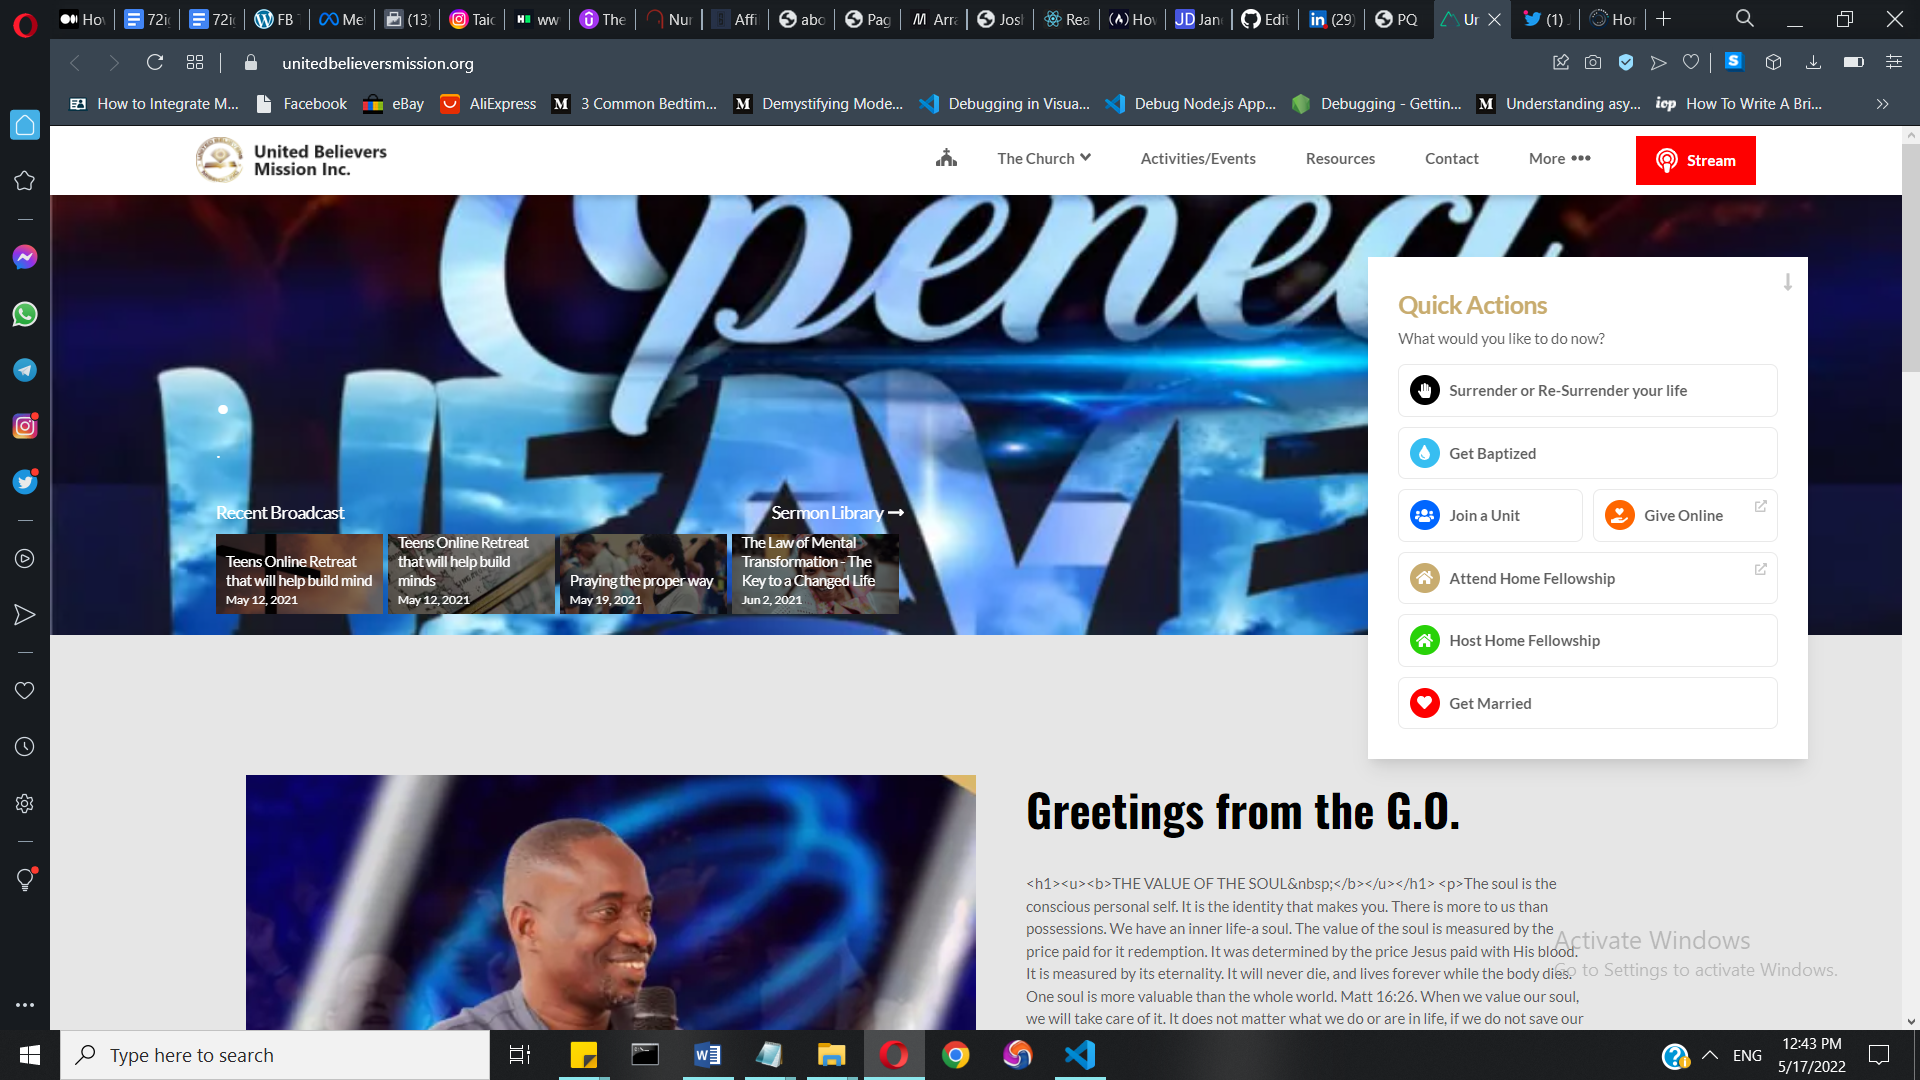 Hov
72ig
72ig
FB T
Me
(13)
Taic
ww
The
Nur
Affil
abo
Pag
Arra
Josh
Rea
Hov
Jane
Edit
(29)
PQ
Ur
(1)
Hor
unitedbelieversmission.org
How to Integrate M...
Facebook
eBay
AliExpress
3 Common Bedtim...
Demystifying Mode...
Debugging in Visua...
Debug Node.js App...
Debugging - Gettin...
Understanding asy...
icp
How To Write A Bri...
United Believers
Mission Inc.
The Church
Activities/Events
Resources
Contact
More
Stream
Opened
HEAVE
Quick Actions
What would you like to do now?
Surrender or Re-Surrender your life
Get Baptized
Join a Unit
Give Online
Attend Home Fellowship
Host Home Fellowship
Get Married
Recent Broadcast
Sermon Library
Teens Online Retreat
that will help build mind
May 12, 2021
Teens Online Retreat
that will help build
minds
May 12, 2021
Praying the proper way
May 19, 2021
The Law of Mental
Transformation - The
Key to a Changed Life
Jun 2, 2021
Greetings from the G.O.
<h1><u><b>THE VALUE OF THE SOUL&nbsp;</b></u></h1> <p>The soul is the
conscious personal self. It is the identity that makes you. There is more to us than
possessions. We have an inner life-a soul. The value of the soul is measured by the
price paid for it redemption. It was determined by the price Jesus paid with His blood.
It is measured by its eternality. It will never die, and lives forever while the body dies.
One soul is more valuable than the whole world. Matt 16:26. When we value our soul,
we will take care of it. It does not matter what we do or are in life, if we do not save our
Activate Windows
Go to Settings to activate Windows.
Type here to search
ENG
12:43 PM
5/17/2022